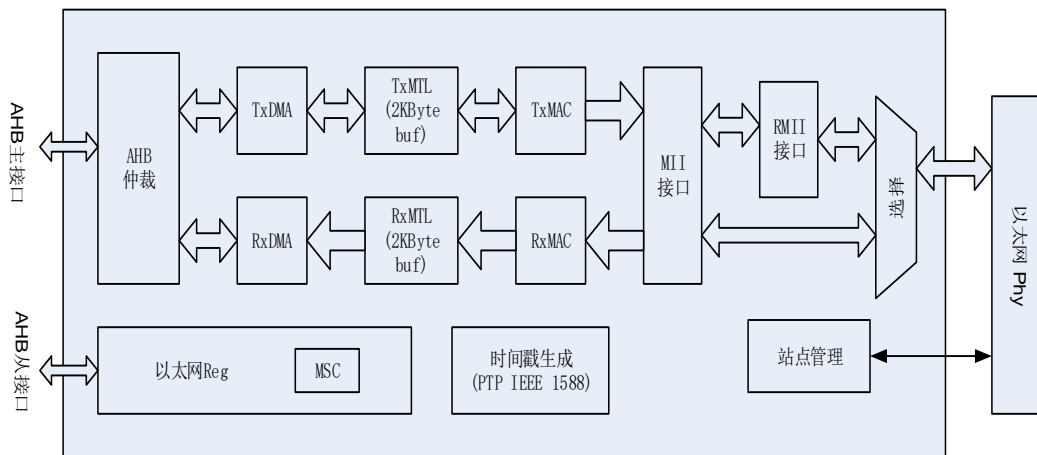 AHB主接口
AHB
仲裁
TxDMA
TxMTL
(2KByte
buf)
TxMAC
MII
接口
RMII
接口
选择
以太网 Phy
RxDMA
RxMTL
(2KByte
buf)
RxMAC
AHB从接口
以太网Reg
MSC
时间戳生成
(PTP IEEE 1588)
站点管理